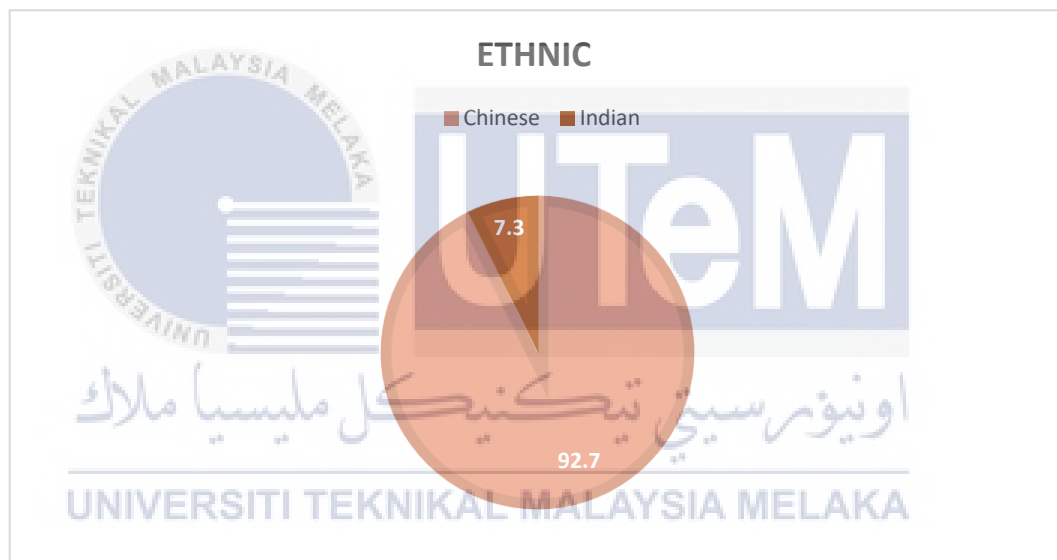 ETHNIC
UNIVERSITI TEKNIKAL MALAYSIA MELAKA
Chinese Indian
UTeM
7.3
اونيۏرسيتي تيكنيكل مليسيا ملاك
92.7
UNIVERSITI TEKNIKAL MALAYSIA MELAKA